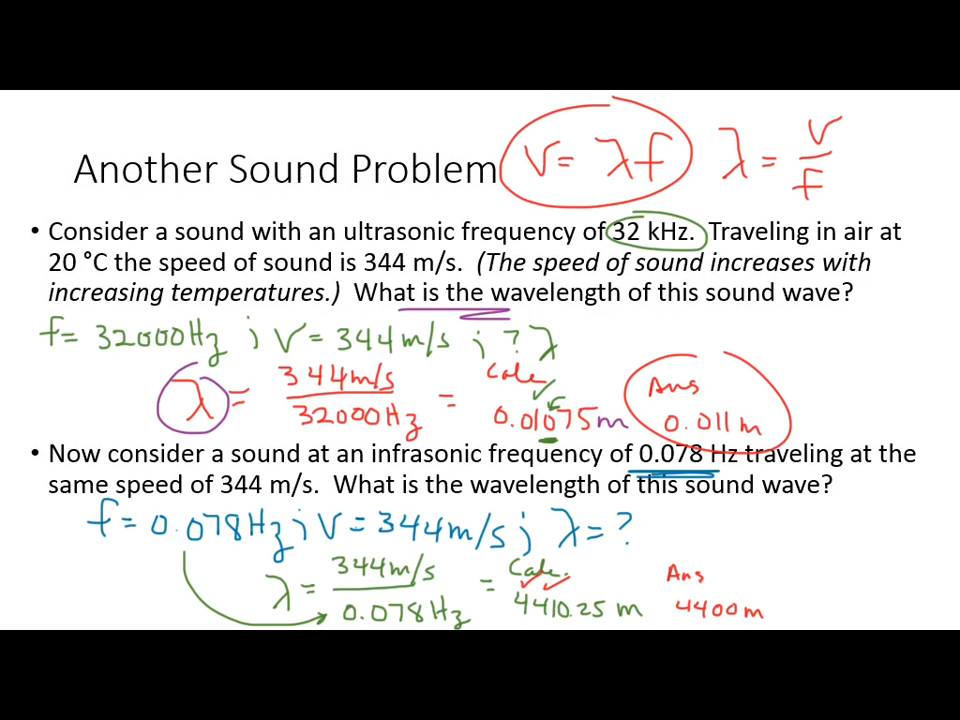 Another Sound Problem v = λf λ = v/f
• Consider a sound with an ultrasonic frequency of 32 kHz. Traveling in air at
20 °C the speed of sound is 344 m/s. (The speed of sound increases with
increasing temperatures.) What is the wavelength of this sound wave?
f = 32000Hz ; V = 344m/s ; ? λ
λ = 344m/s / 32000Hz = Calc 0.01075m Ans 0.011m
• Now consider a sound at an infrasonic frequency of 0.078 Hz traveling at the
same speed of 344 m/s. What is the wavelength of this sound wave?
f = 0.078Hz ; V = 344m/s ; λ = ?
λ = 344m/s / 0.078Hz = Calc. 4410.25 m Ans 4400m